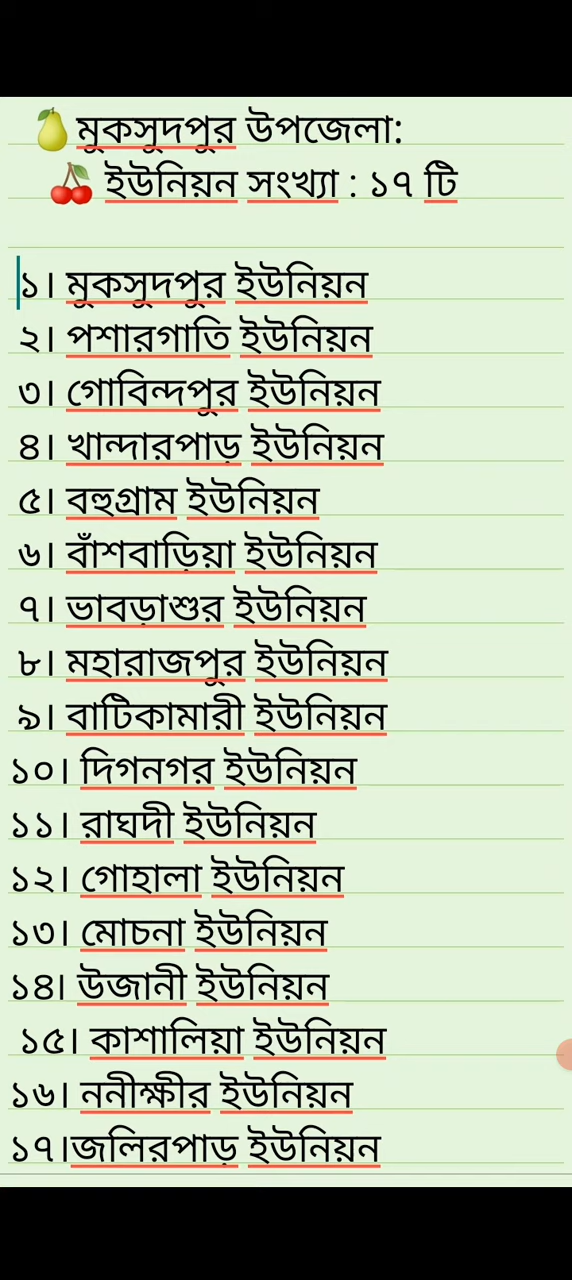 🍐মুকসুদপুর উপজেলা:
🍒 ইউনিয়ন সংখ্যা : ১৭ টি
১। মুকসুদপুর ইউনিয়ন
২। পশারগাতি ইউনিয়ন
৩। গোবিন্দপুর ইউনিয়ন
৪। খান্দারপাড় ইউনিয়ন
৫। বহুগ্রাম ইউনিয়ন
৬। বাঁশবাড়িয়া ইউনিয়ন
৭। ভাবড়াশুর ইউনিয়ন
৮। মহারাজপুর ইউনিয়ন
৯। বাটিকামারী ইউনিয়ন
১০। দিগনগর ইউনিয়ন
১১। রাঘদী ইউনিয়ন
১২। গোহালা ইউনিয়ন
১৩। মোচনা ইউনিয়ন
১৪। উজানী ইউনিয়ন
১৫। কাশালিয়া ইউনিয়ন
১৬। ননীক্ষীর ইউনিয়ন
১৭।জলিরপাড় ইউনিয়ন